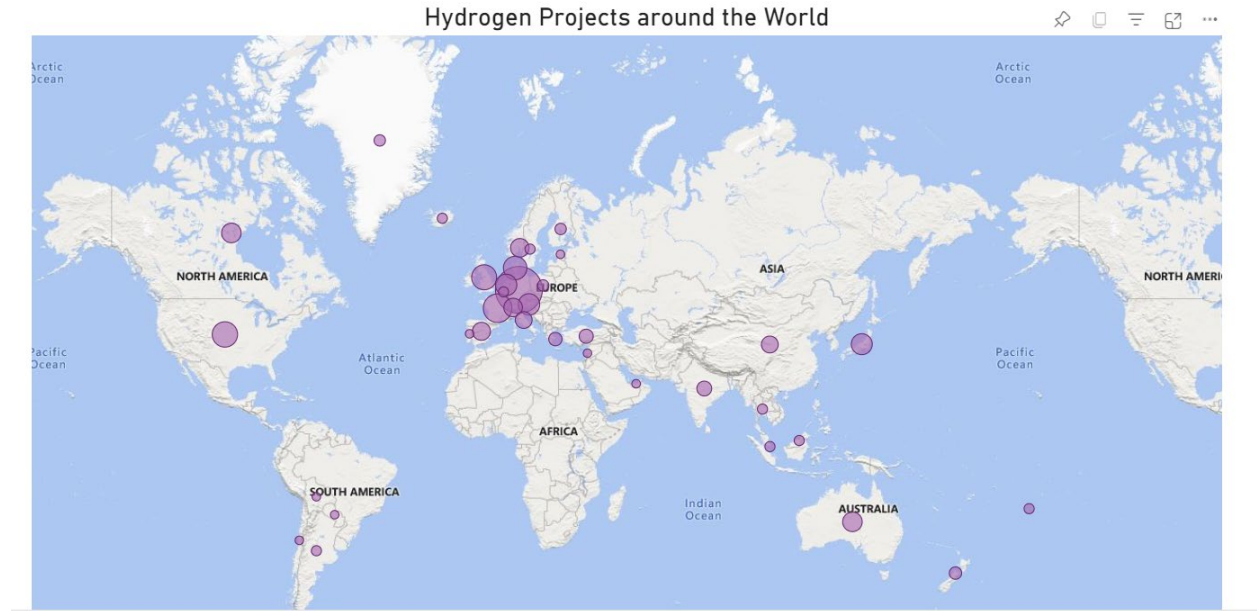 Hydrogen Projects around the World
Arctic
Ocean
Arctic
Ocean
NORTH AMERICA
ASIA
NORTH AMERI
EUROPE
Pacific
Ocean
Atlantic
Ocean
Pacific
Ocean
AFRICA
SOUTH AMERICA
Indian
Ocean
AUSTRALIA